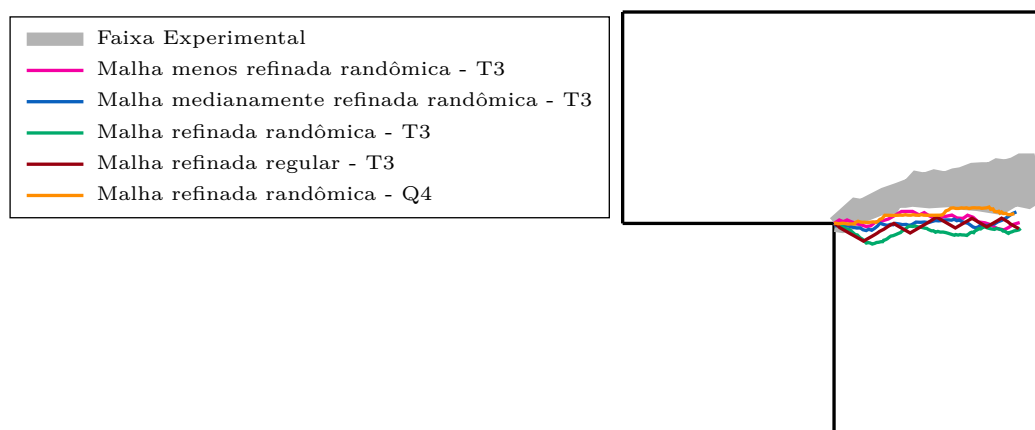 Faixa Experimental
Malha menos refinada randômica - T3
Malha medianamente refinada randômica - T3
Malha refinada randômica - T3
Malha refinada regular - T3
Malha refinada randômica - Q4